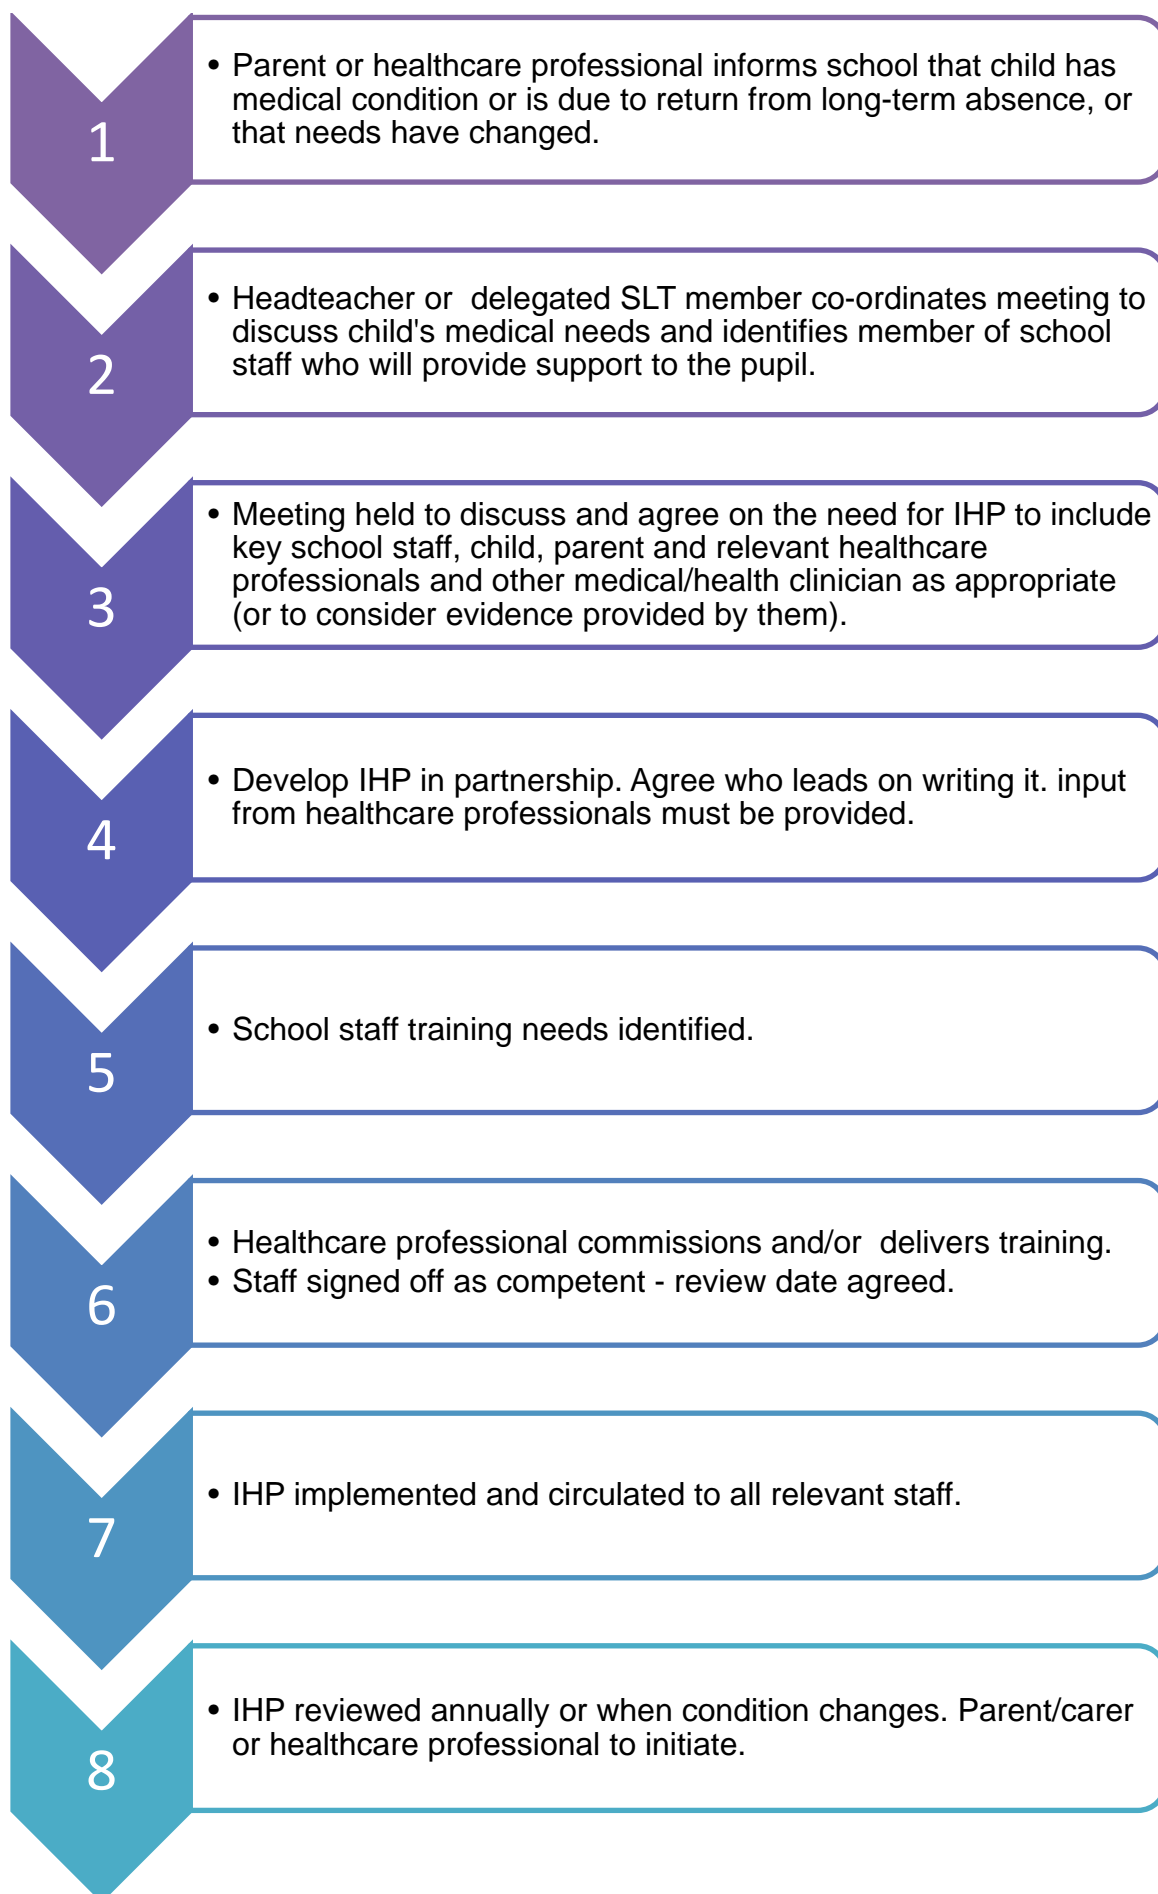 1
• Parent or healthcare professional informs school that child has
medical condition or is due to return from long-term absence, or
that needs have changed.
2
• Headteacher or  delegated SLT member co-ordinates meeting to
discuss child's medical needs and identifies member of school
staff who will provide support to the pupil.
3
• Meeting held to discuss and agree on the need for IHP to include
key school staff, child, parent and relevant healthcare
professionals and other medical/health clinician as appropriate
(or to consider evidence provided by them).
4
• Develop IHP in partnership. Agree who leads on writing it. input
from healthcare professionals must be provided.
5
• School staff training needs identified.
6
• Healthcare professional commissions and/or  delivers training.
• Staff signed off as competent - review date agreed.
7
• IHP implemented and circulated to all relevant staff.
8
• IHP reviewed annually or when condition changes. Parent/carer
or healthcare professional to initiate.